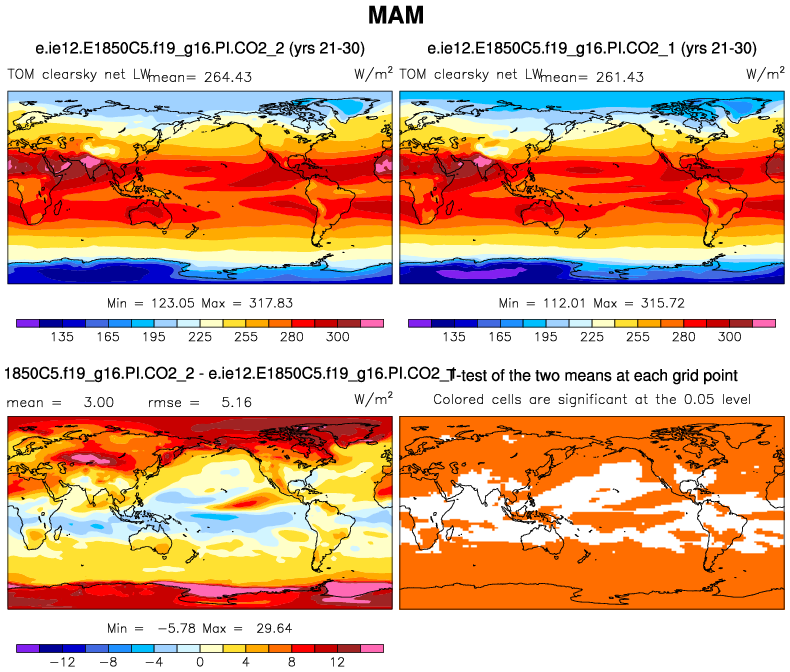 MAM
e.ie12.E1850C5.f19_g16.PI.CO2_2 (yrs 21-30)
TOM clearsky net LW mean= 264.43 W/m²
Min = 123.05 Max = 317.83
135 165 195 225 255 280 300
e.ie12.E1850C5.f19_g16.PI.CO2_1 (yrs 21-30)
TOM clearsky net LW mean= 261.43 W/m²
Min = 112.01 Max = 315.72
135 165 195 225 255 280 300
1850C5.f19_g16.PI.CO2_2 - e.ie12.E1850C5.f19_g16.PI.CO2_1
mean = 3.00 rmse = 5.16 W/m²
Min = -5.78 Max = 29.64
-12 -8 -4 0 4 8 12
T-test of the two means at each grid point
Colored cells are significant at the 0.05 level